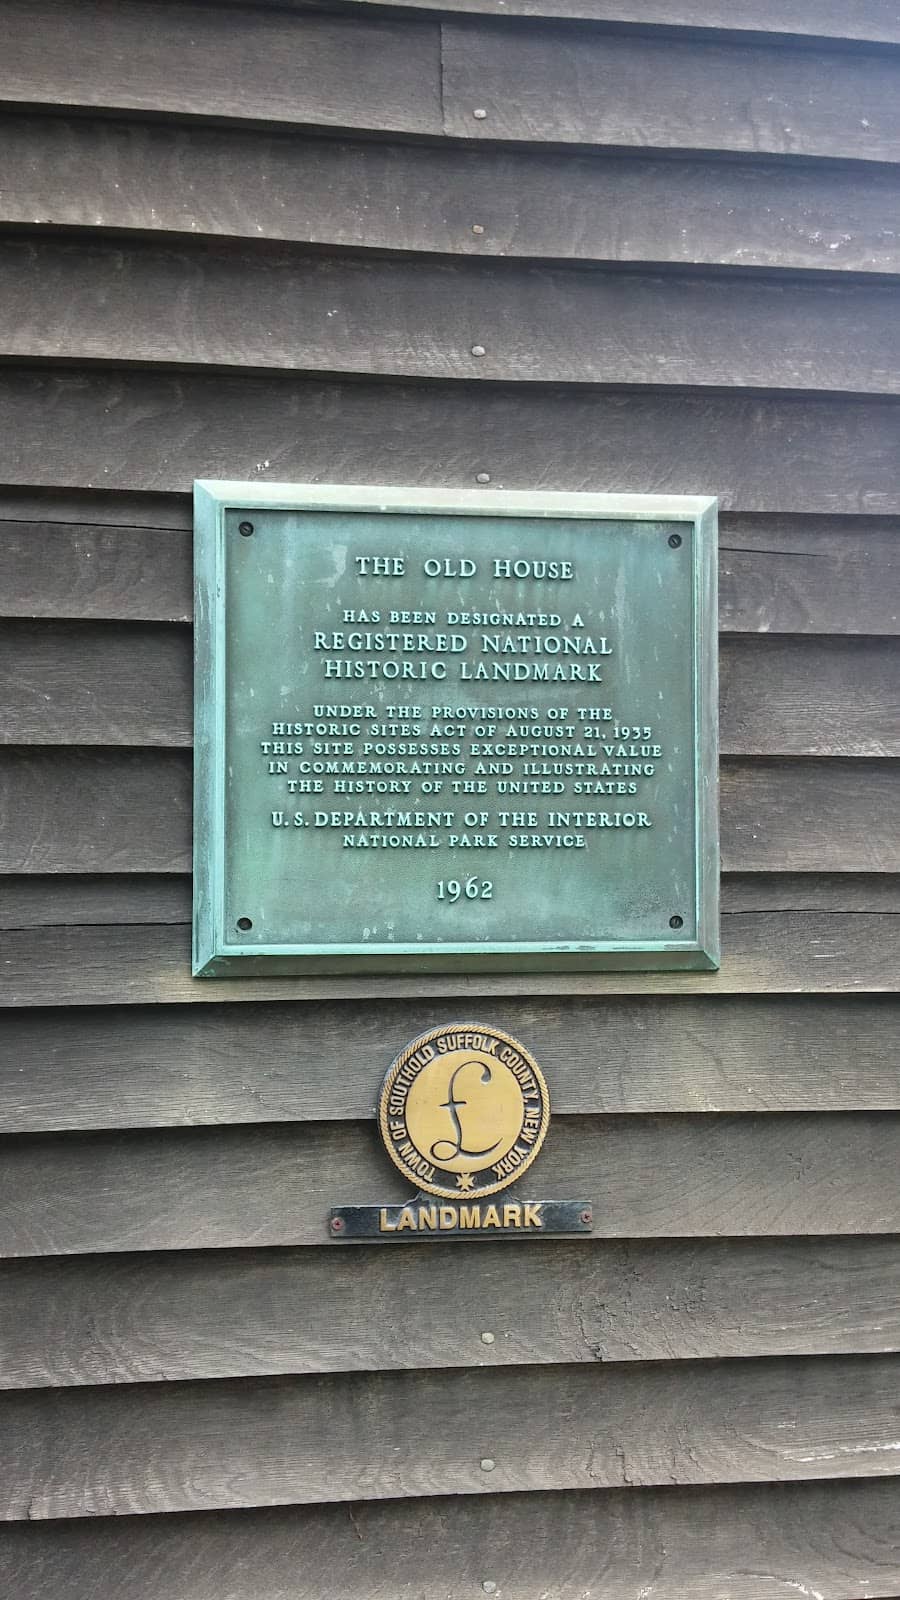 THE OLD HOUSE
HAS BEEN DESIGNATED A
REGISTERED NATIONAL
HISTORIC LANDMARK
UNDER THE PROVISIONS OF THE
HISTORIC SITES ACT OF AUGUST 21, 1935
THIS SITE POSSESSES EXCEPTIONAL VALUE
IN COMMEMORATING AND ILLUSTRATING
THE HISTORY OF THE UNITED STATES
U.S. DEPARTMENT OF THE INTERIOR
NATIONAL PARK SERVICE
1962
TOWN OF SOUTHOLD SUFFOLK COUNTY, NEW YORK
£
LANDMARK